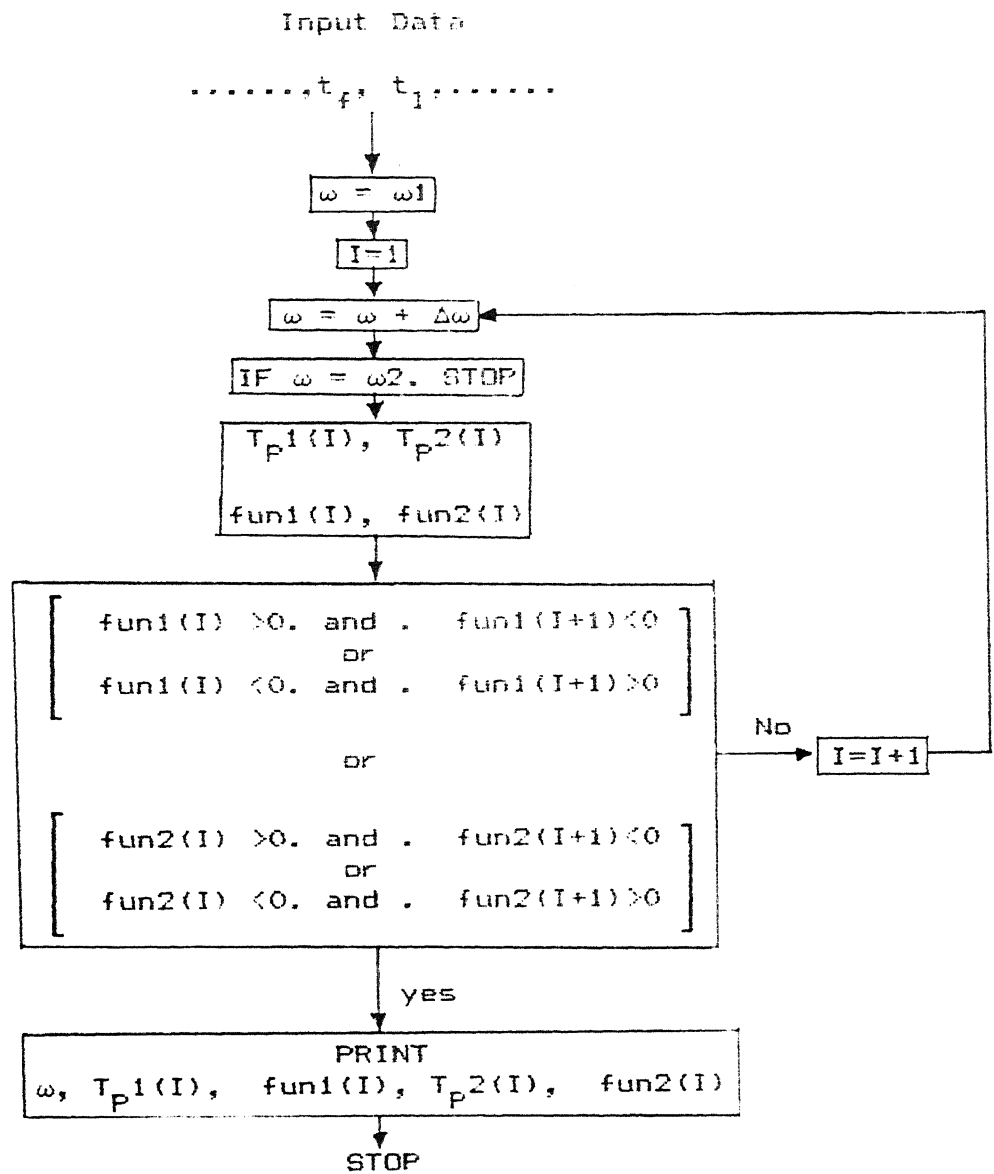 Input Data
.......,t_f, t_1,.......
ω = ω1
I=1
ω = ω + Δω
IF ω = ω2. STOP
T_p1(I), T_p2(I)
fun1(I), fun2(I)
fun1(I) >0. and . fun1(I+1)<0
or
fun1(I) <0. and . fun1(I+1)>0
or
fun2(I) >0. and . fun2(I+1)<0
or
fun2(I) <0. and . fun2(I+1)>0
No
I=I+1
yes
PRINT
ω, T_p1(I), fun1(I), T_p2(I), fun2(I)
STOP